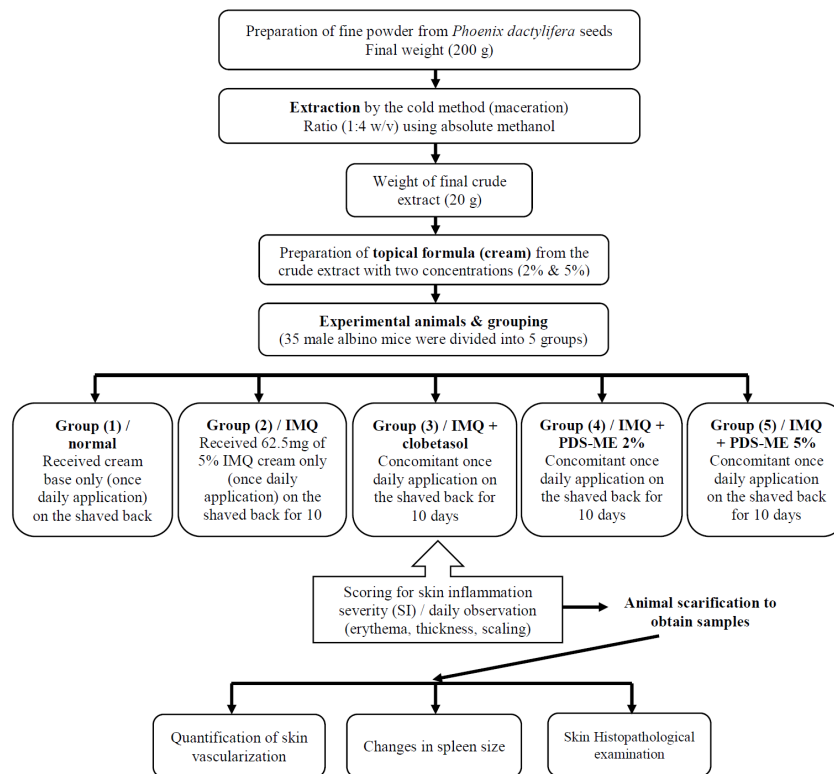 Preparation of fine powder from Phoenix dactylifera seeds
Final weight (200 g)
Extraction by the cold method (maceration)
Ratio (1:4 w/v) using absolute methanol
Weight of final crude
extract (20 g)
Preparation of topical formula (cream) from the
crude extract with two concentrations (2% & 5%)
Experimental animals & grouping
(35 male albino mice were divided into 5 groups)
Group (1) /
normal
Received cream
base only (once
daily application)
on the shaved back
Group (2) / IMQ
Received 62.5mg of
5% IMQ cream only
(once daily
application) on the
shaved back for 10
Group (3) / IMQ +
clobetasol
Concomitant once
daily application on
the shaved back for
10 days
Group (4) / IMQ +
PDS-ME 2%
Concomitant once
daily application on
the shaved back for
10 days
Group (5) / IMQ
+ PDS-ME 5%
Concomitant once
daily application
on the shaved back
for 10 days
Scoring for skin inflammation
severity (SI) / daily observation
(erythema, thickness, scaling)
Animal scarification to
obtain samples
Quantification of skin
vascularization
Changes in spleen size
Skin Histopathological
examination